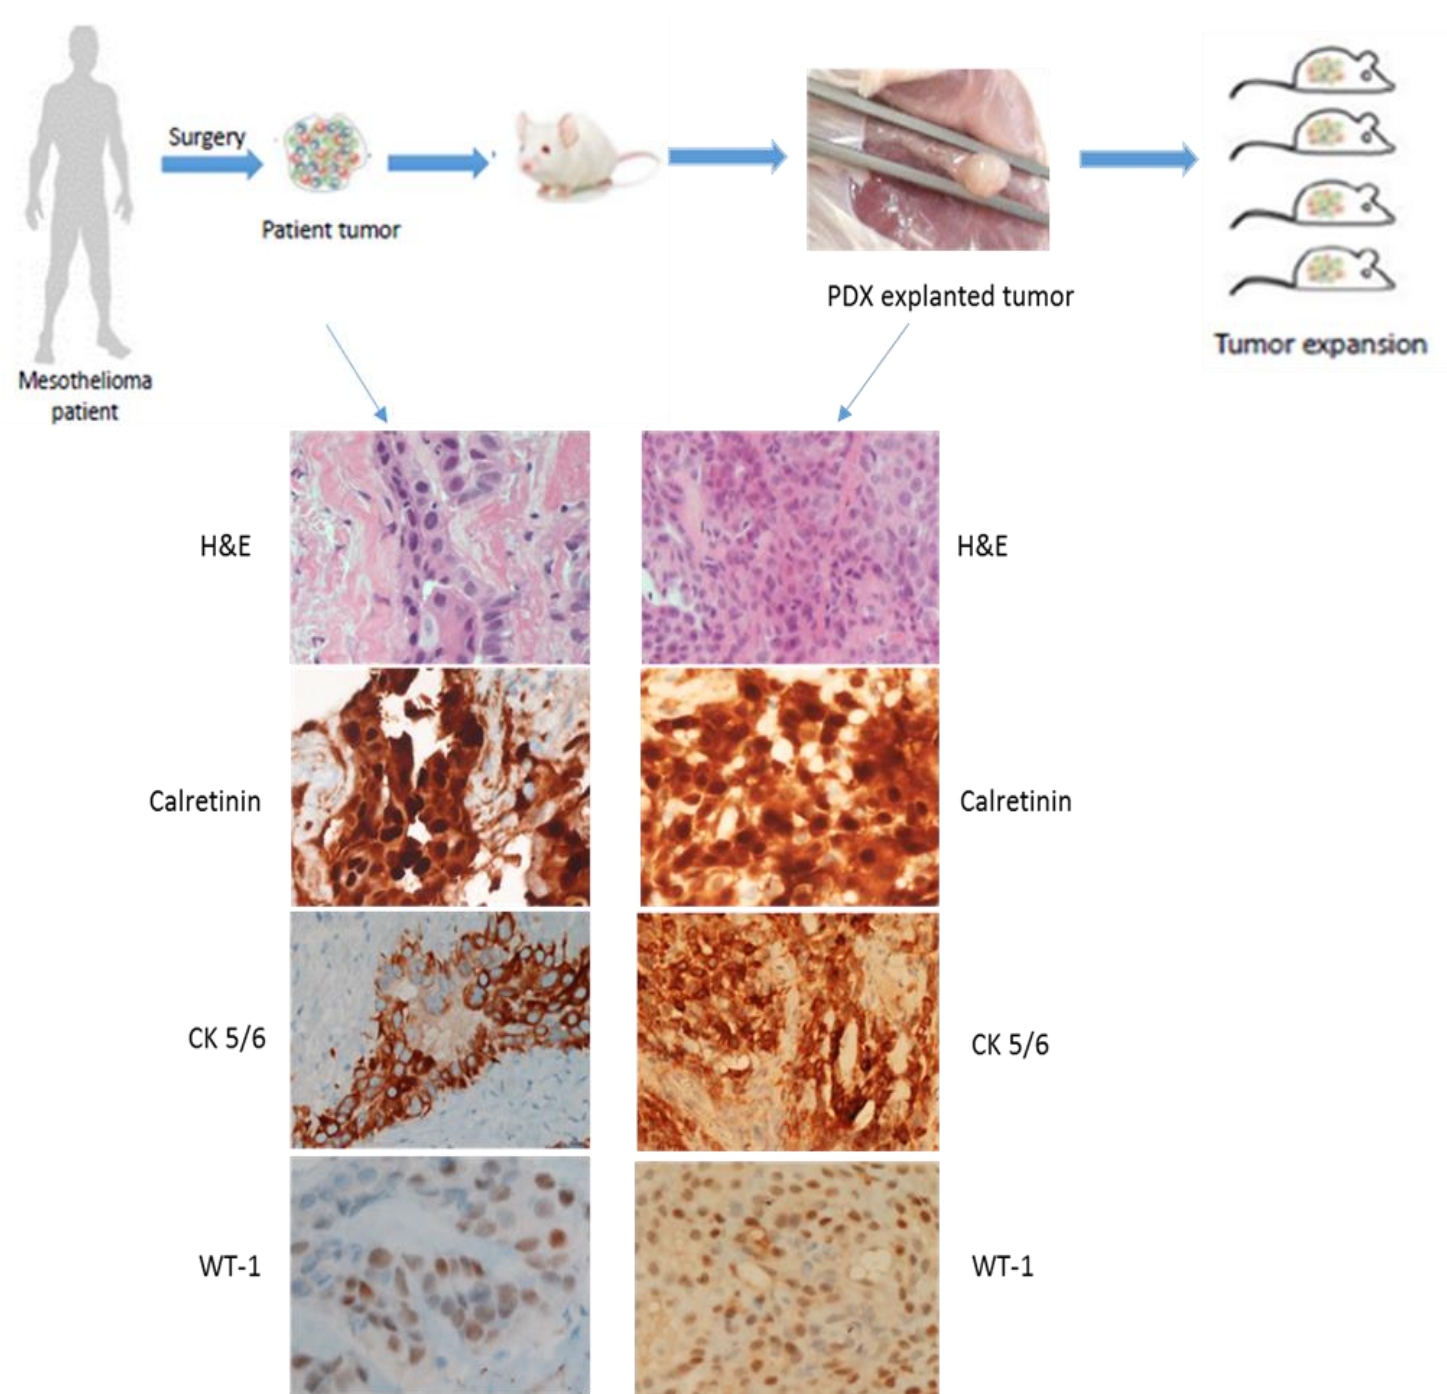 Surgery
Patient tumor
Mesothelioma
patient
PDX explanted tumor
Tumor expansion
H&E
H&E
Calretinin
Calretinin
CK 5/6
CK 5/6
WT-1
WT-1